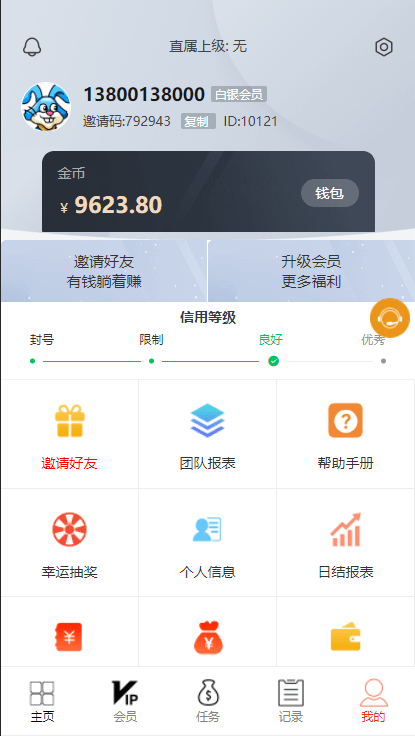 直属上级: 无
13800138000 白银会员
邀请码:792943 复制 ID:10121
金币
¥ 9623.80 钱包
邀请好友 升级会员
有钱躺着赚 更多福利
信用等级
封号 限制 良好 优秀
邀请好友 团队报表 帮助手册
幸运抽奖 个人信息 日结报表
¥ ¥
VIP $
主页 会员 任务 记录 我的